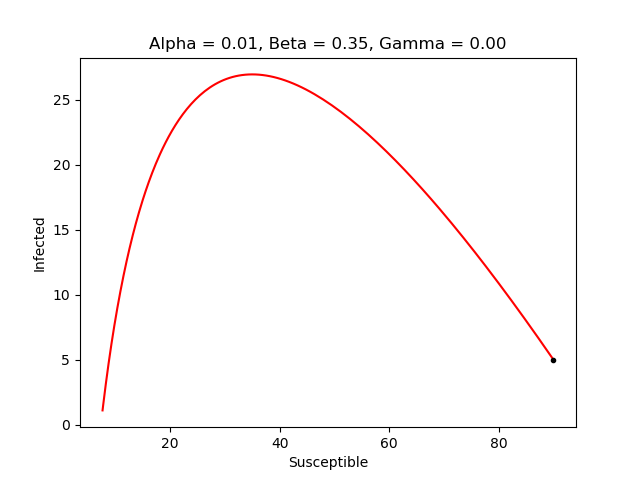 Alpha = 0.01, Beta = 0.35, Gamma = 0.00
Infected
25
20
15
10
5
0
20 40 60 80
Susceptible